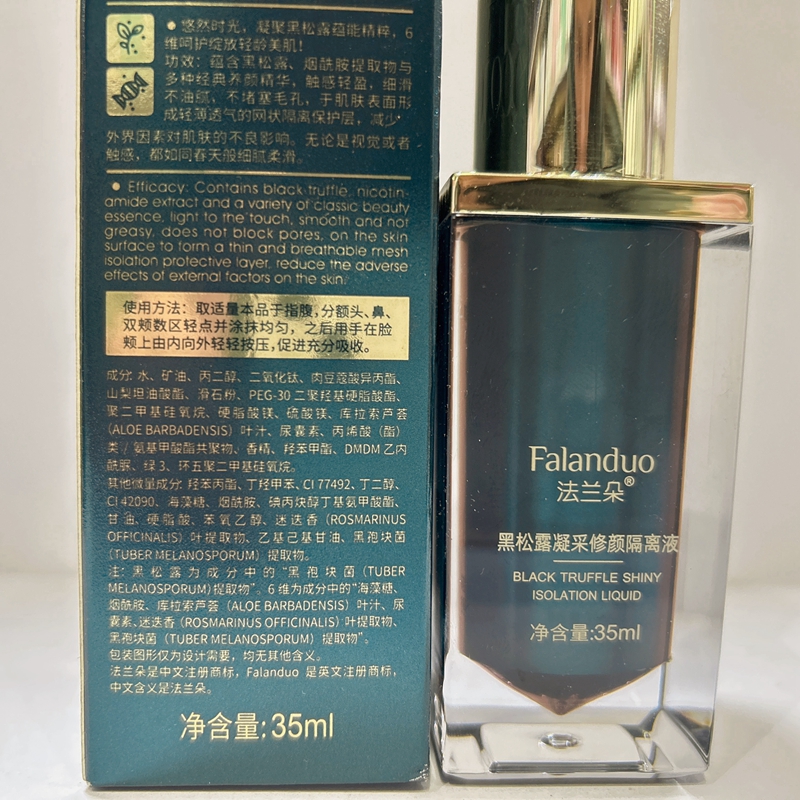 ● 悠然时光，凝聚黑松露蕴能精粹，6
维呵护绽放轻龄美肌！
功效：蕴含黑松露、烟酰胺提取物与
多种经典养颜精华，触感轻盈，细滑
不油腻，不堵塞毛孔，于肌肤表面形
成轻薄透气的网状隔离保护层，减少
外界因素对肌肤的不良影响。无论是视觉或者
触感，都如同春天般细腻柔滑。
● Efficacy: Contains black truffle, nicotin-
amide extract and a variety of classic beauty
essence, light to the touch, smooth and not
greasy, does not block pores, on the skin
surface to form a thin and breathable mesh
isolation protective layer, reduce the adverse
effects of external factors on the skin.
使用方法：取适量本品于指腹，分额头、鼻、
双颊数区轻点并涂抹均匀，之后用手在脸
颊上由内向外轻轻按压，促进充分吸收。
成分：水、矿油、丙二醇、二氧化钛、肉豆蔻酸异丙酯、
山梨坦油酸酯、滑石粉、PEG-30 二聚羟基硬脂酸酯、
聚二甲基硅氧烷、硬脂酸镁、硫酸镁、库拉索芦荟
（ALOE BARBADENSIS）叶汁、尿囊素、丙烯酸（酯）
类 / 氨基甲酸酯共聚物、香精、羟苯甲酯、DMDM 乙内
酰脲、绿 3、环五聚二甲基硅氧烷。
其他微量成分：羟苯丙酯、丁羟甲苯、CI 77492、丁二醇、
CI 42090、海藻糖、烟酰胺、碘丙炔醇丁基氨甲酸酯、
甘油、硬脂酸、苯氧乙醇、迷迭香（ROSMARINUS
OFFICINALIS）叶提取物、乙基己基甘油、黑孢块菌
（TUBER MELANOSPORUM）提取物。
注：黑松露为成分中的“黑孢块菌（TUBER
MELANOSPORUM）提取物”。6 维为成分中的“海藻糖、
烟酰胺、库拉索芦荟（ALOE BARBADENSIS）叶汁、尿
囊素、迷迭香（ROSMARINUS OFFICINALIS）叶提取物、
黑孢块菌（TUBER MELANOSPORUM）提取物”。
包装图形仅为设计需要，均无其他含义。
法兰朵是中文注册商标，Falanduo 是英文注册商标，
中文含义是法兰朵。
净含量：35ml
Falanduo
法兰朵®
黑松露凝采修颜隔离液
BLACK TRUFFLE SHINY
ISOLATION LIQUID
净含量:35ml